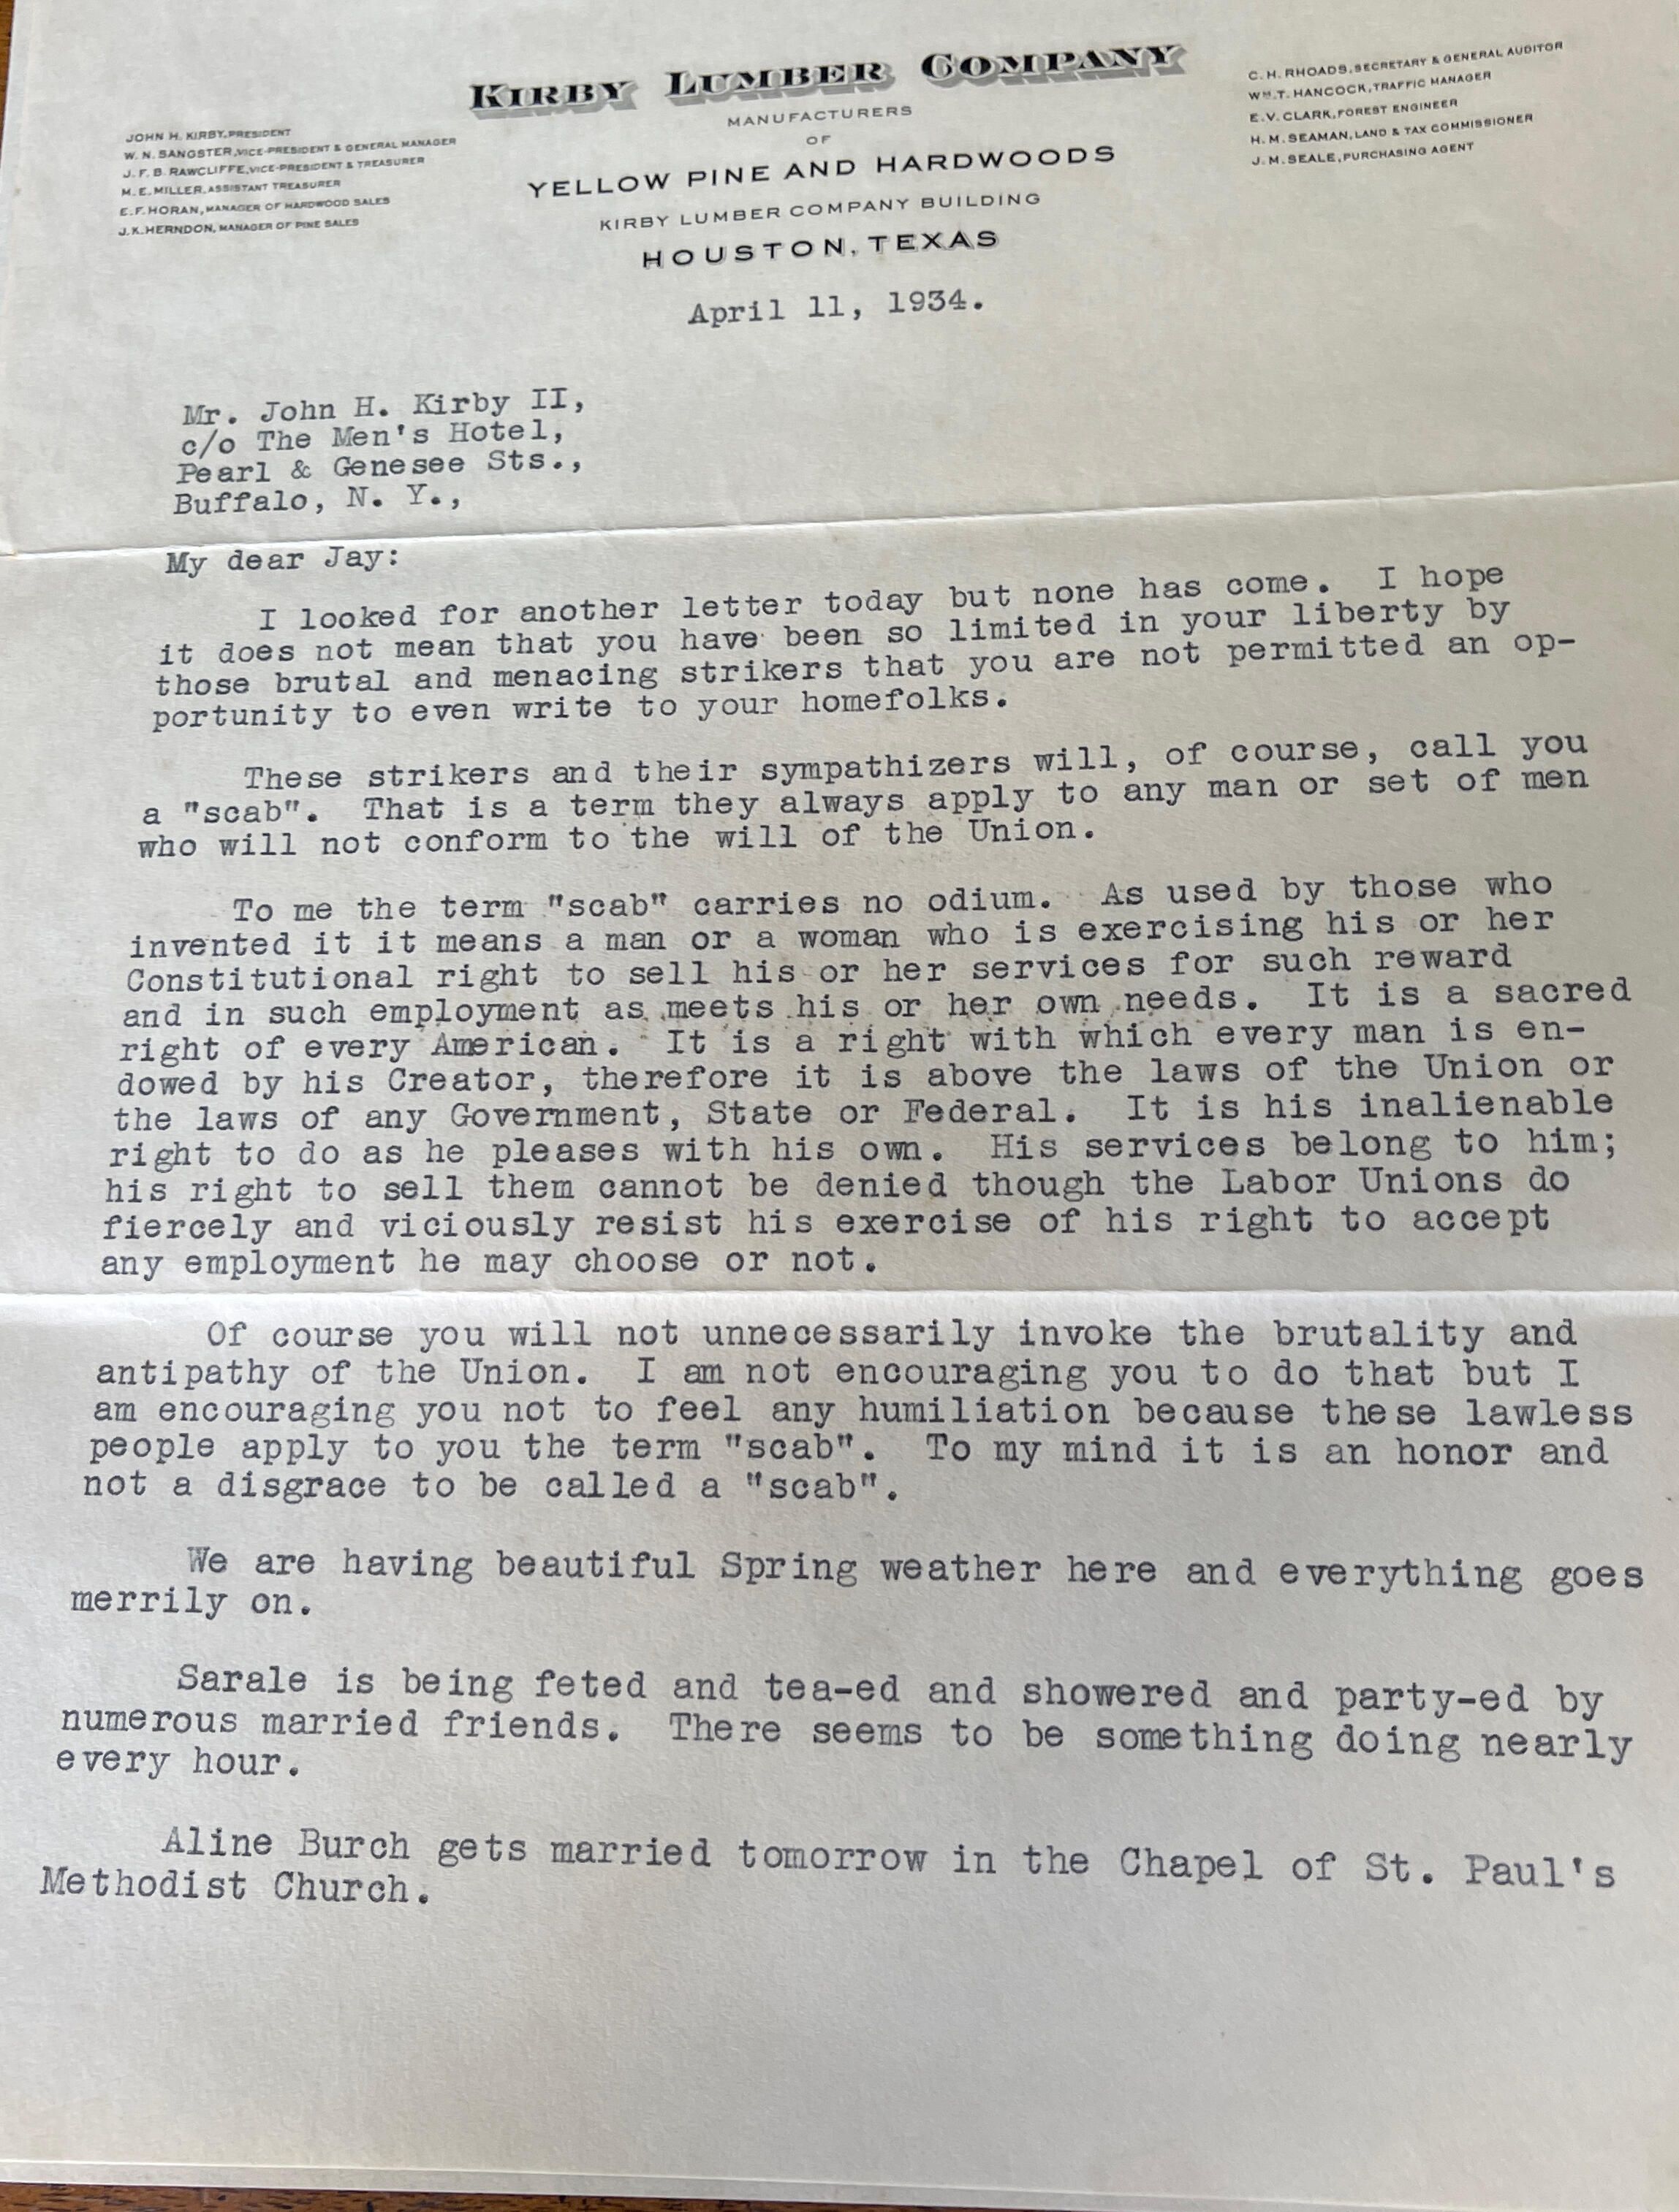 KIRBY LUMBER COMPANY
MANUFACTURERS
OF
YELLOW PINE AND HARDWOODS
KIRBY LUMBER COMPANY BUILDING
HOUSTON, TEXAS
JOHN H. KIRBY, PRESIDENT
W. N. SANGSTER, VICE-PRESIDENT & GENERAL MANAGER
J. F. B. RAWCLIFFE, VICE-PRESIDENT & TREASURER
M. E. MILLER, ASSISTANT TREASURER
E. F. HORAN, MANAGER OF HARDWOOD SALES
J. K. HERNDON, MANAGER OF PINE SALES
C. H. RHOADS, SECRETARY & GENERAL AUDITOR
WM. T. HANCOCK, TRAFFIC MANAGER
E. V. CLARK, FOREST ENGINEER
H. M. SEAMAN, LAND & TAX COMMISSIONER
J. M. SEALE, PURCHASING AGENT
April 11, 1934.
Mr. John H. Kirby II,
c/o The Men's Hotel,
Pearl & Genesee Sts.,
Buffalo, N. Y.,
My dear Jay:
I looked for another letter today but none has come. I hope
it does not mean that you have been so limited in your liberty by
those brutal and menacing strikers that you are not permitted an op-
portunity to even write to your homefolks.
These strikers and their sympathizers will, of course, call you
a "scab". That is a term they always apply to any man or set of men
who will not conform to the will of the Union.
To me the term "scab" carries no odium. As used by those who
invented it it means a man or a woman who is exercising his or her
Constitutional right to sell his or her services for such reward
and in such employment as meets his or her own needs. It is a sacred
right of every American. It is a right with which every man is en-
dowed by his Creator, therefore it is above the laws of the Union or
the laws of any Government, State or Federal. It is his inalienable
right to do as he pleases with his own. His services belong to him;
his right to sell them cannot be denied though the Labor Unions do
fiercely and viciously resist his exercise of his right to accept
any employment he may choose or not.
Of course you will not unnecessarily invoke the brutality and
antipathy of the Union. I am not encouraging you to do that but I
am encouraging you not to feel any humiliation because these lawless
people apply to you the term "scab". To my mind it is an honor and
not a disgrace to be called a "scab".
We are having beautiful Spring weather here and everything goes
merrily on.
Sarale is being feted and tea-ed and showered and party-ed by
numerous married friends. There seems to be something doing nearly
every hour.
Aline Burch gets married tomorrow in the Chapel of St. Paul's
Methodist Church.